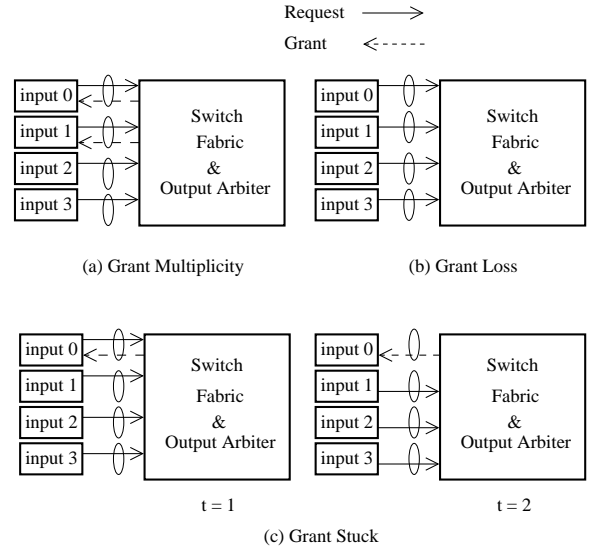 Request
Grant
input 0
input 1
input 2
input 3
Switch
Fabric
&
Output Arbiter
(a) Grant Multiplicity
input 0
input 1
input 2
input 3
Switch
Fabric
&
Output Arbiter
(b) Grant Loss
input 0
input 1
input 2
input 3
Switch
Fabric
&
Output Arbiter
t = 1
input 0
input 1
input 2
input 3
Switch
Fabric
&
Output Arbiter
t = 2
(c) Grant Stuck